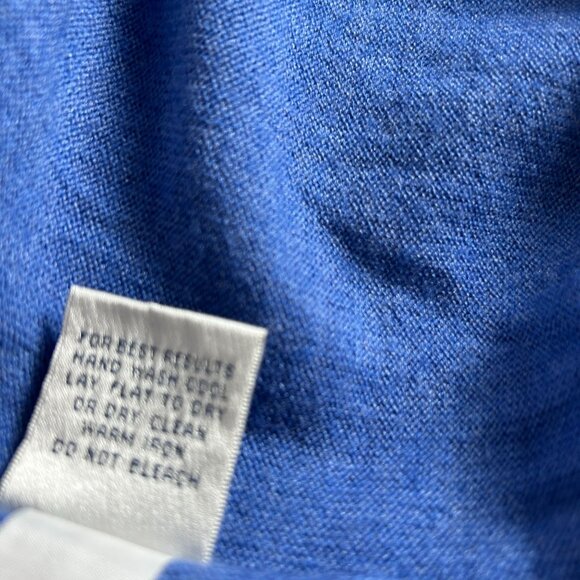 FOR BEST RESULTS
HAND WASH COOL
LAY FLAT TO DRY
OR DRY CLEAN
WARM IRON
DO NOT BLEACH